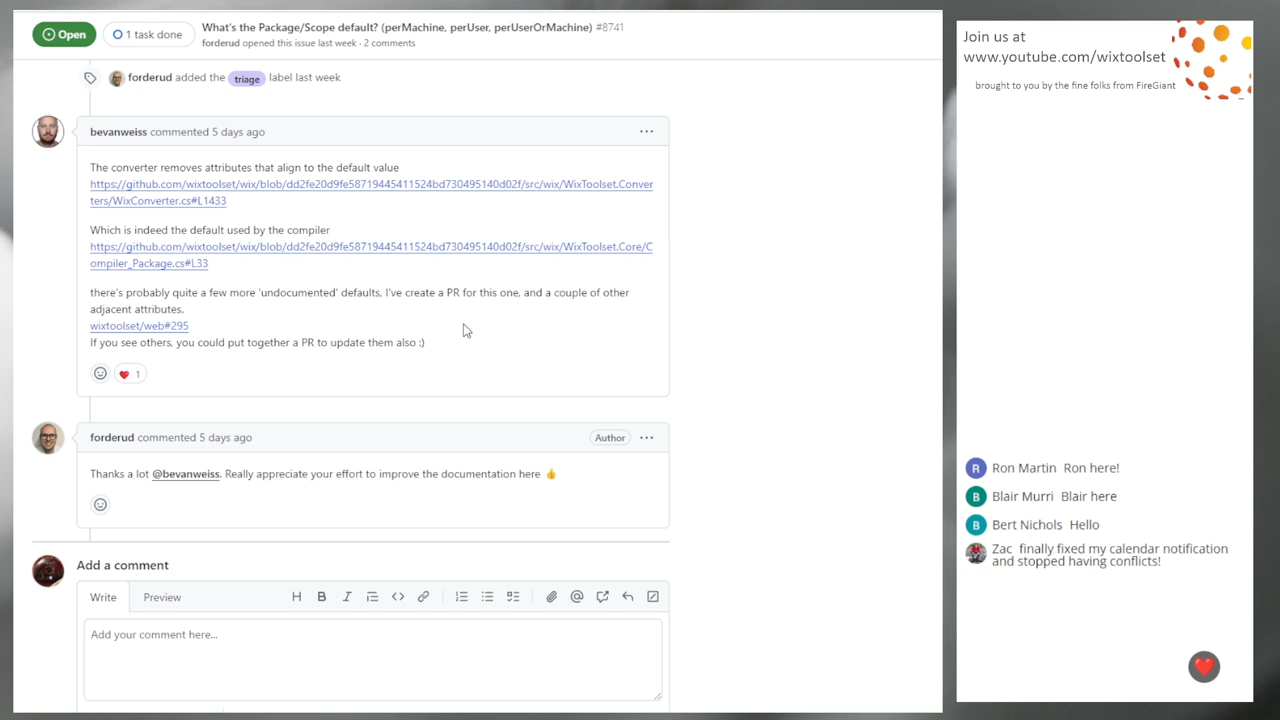 Open
1 task done
What's the Package/Scope default? (perMachine, perUser, perUserOrMachine) #8741
forderud opened this issue last week · 2 comments
forderud added the triage label last week
bevanweiss commented 5 days ago
The converter removes attributes that align to the default value
https://github.com/wixtoolset/wix/blob/dd2fe20d9fe58719445411524bd730495140d02f/src/wix/WixToolset.Conver
ters/WixConverter.cs#L1433
Which is indeed the default used by the compiler
https://github.com/wixtoolset/wix/blob/dd2fe20d9fe58719445411524bd730495140d02f/src/wix/WixToolset.Core/C
ompiler_Package.cs#L33
there's probably quite a few more 'undocumented' defaults, I've create a PR for this one, and a couple of other
adjacent attributes.
wixtoolset/web#295
If you see others, you could put together a PR to update them also :)
❤️ 1
forderud commented 5 days ago
Author
Thanks a lot @bevanweiss. Really appreciate your effort to improve the documentation here 👍
Add a comment
Write
Preview
Add your comment here...
Join us at
www.youtube.com/wixtoolset
brought to you by the fine folks from FireGiant
R Ron Martin Ron here!
B Blair Murri Blair here
B Bert Nichols Hello
Zac finally fixed my calendar notification
and stopped having conflicts!